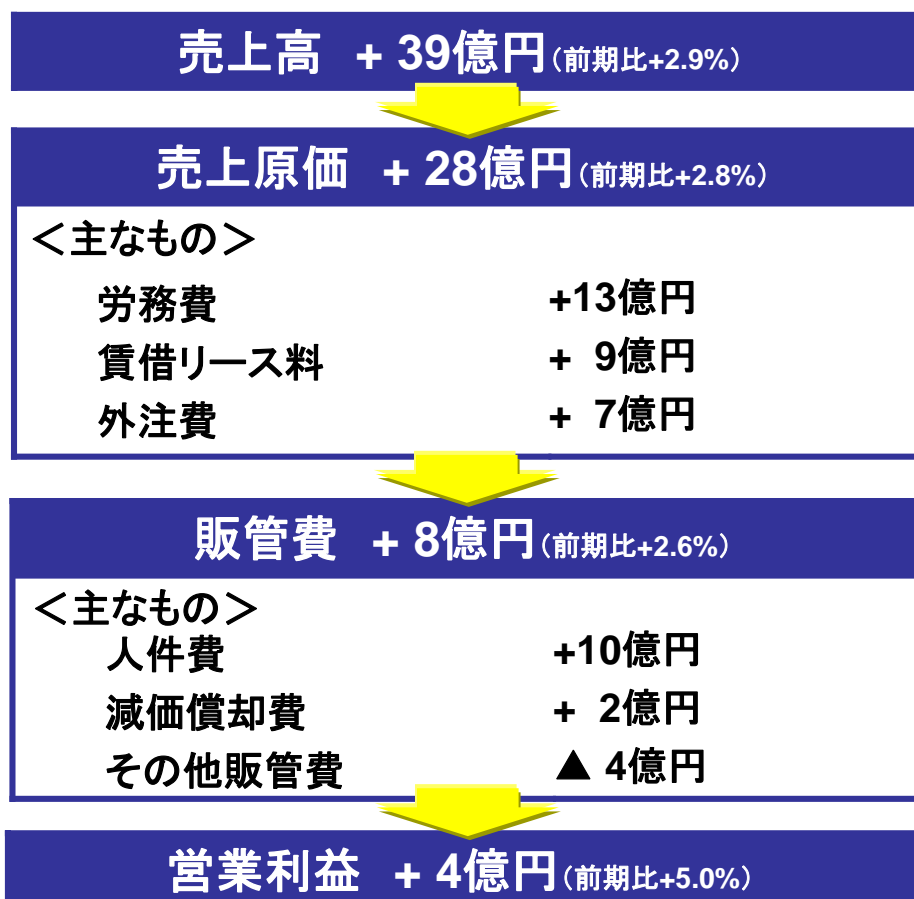 売上高 + 39億円(前期比+2.9%)
売上原価 + 28億円(前期比+2.8%)
＜主なもの＞
労務費 +13億円
賃借リース料 + 9億円
外注費 + 7億円
販管費 + 8億円(前期比+2.6%)
＜主なもの＞
人件費 +10億円
減価償却費 + 2億円
その他販管費 ▲ 4億円
営業利益 + 4億円(前期比+5.0%)